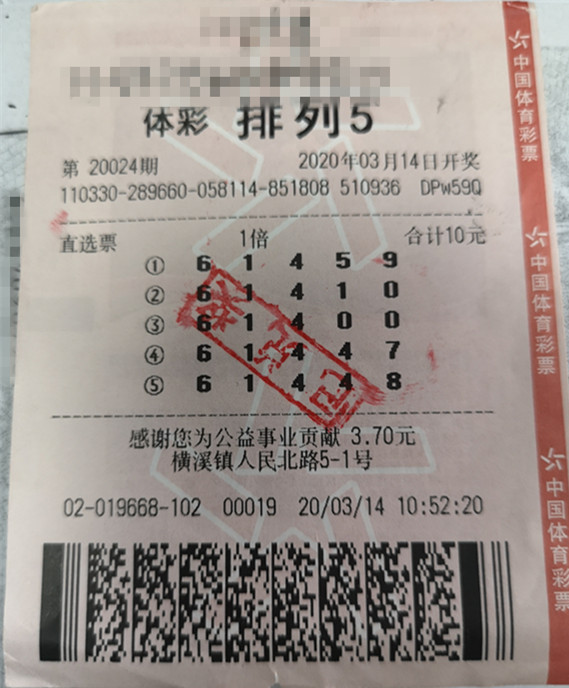 体彩 排列5
第 20024期 2020年03月14日开奖
110330-289660-058114-851808 510936 DPw59Q
直选票 1倍 合计10元
① 6 1 4 5 9
② 6 1 4 1 0
③ 6 1 4 0 0
④ 6 1 4 4 7
⑤ 6 1 4 4 8
感谢您为公益事业贡献 3.70元
横溪镇人民北路5-1号
02-019668-102 00019 20/03/14 10:52:20
中国体育彩票
中国体育彩票
中国体育彩票